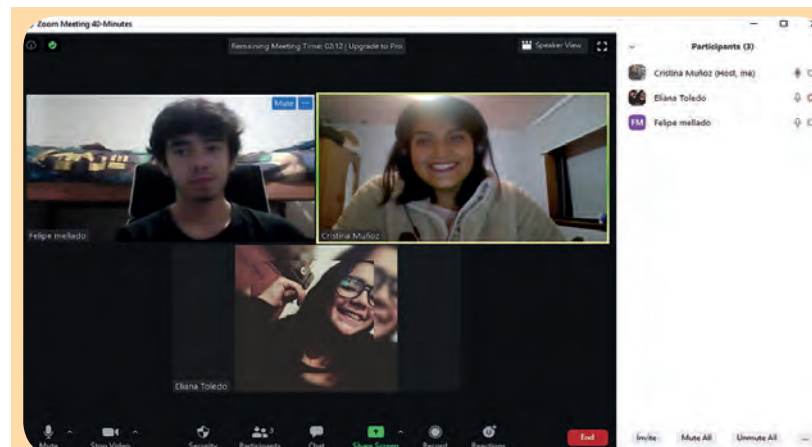 Zoom Meeting 40-Minutes
Remaining Meeting Time: 02:12 | Upgrade to Pro
Speaker View
Participants (3)
Cristina Muñoz (Host, me)
Eliana Toledo
FM Felipe mellado
Mute
Felipe mellado
Cristina Muñoz
Eliana Toledo
Mute
Stop Video
Security
Participants
3
Chat
Share Screen
Record
Reactions
End
Invite
Mute All
Unmute All